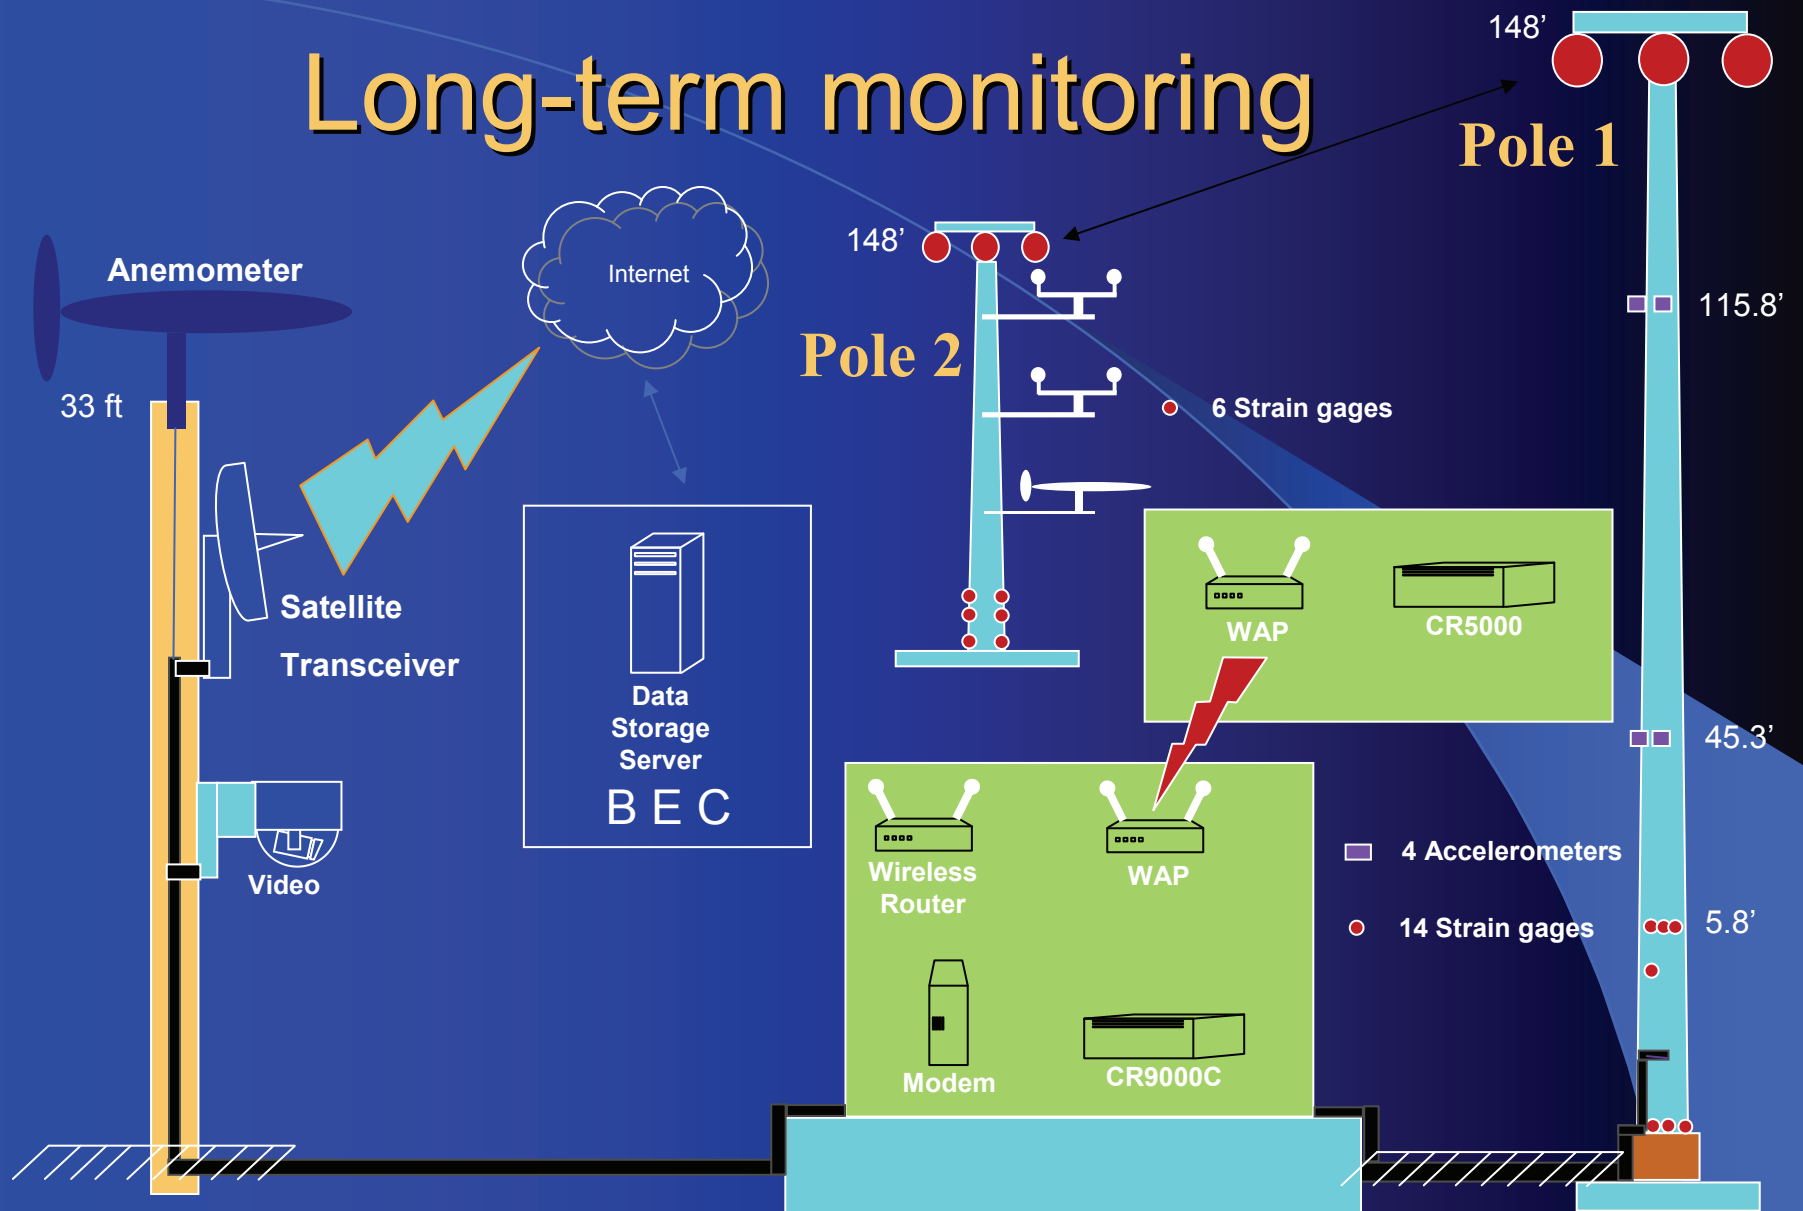 Long-term monitoring
148’
Pole 1
Anemometer
Internet
148’
115.8’
Pole 2
33 ft
6 Strain gages
Satellite
Transceiver
WAP
CR5000
Data
Storage
Server
B E C
45.3’
Video
Wireless
Router
WAP
4 Accelerometers
14 Strain gages
5.8’
Modem
CR9000C